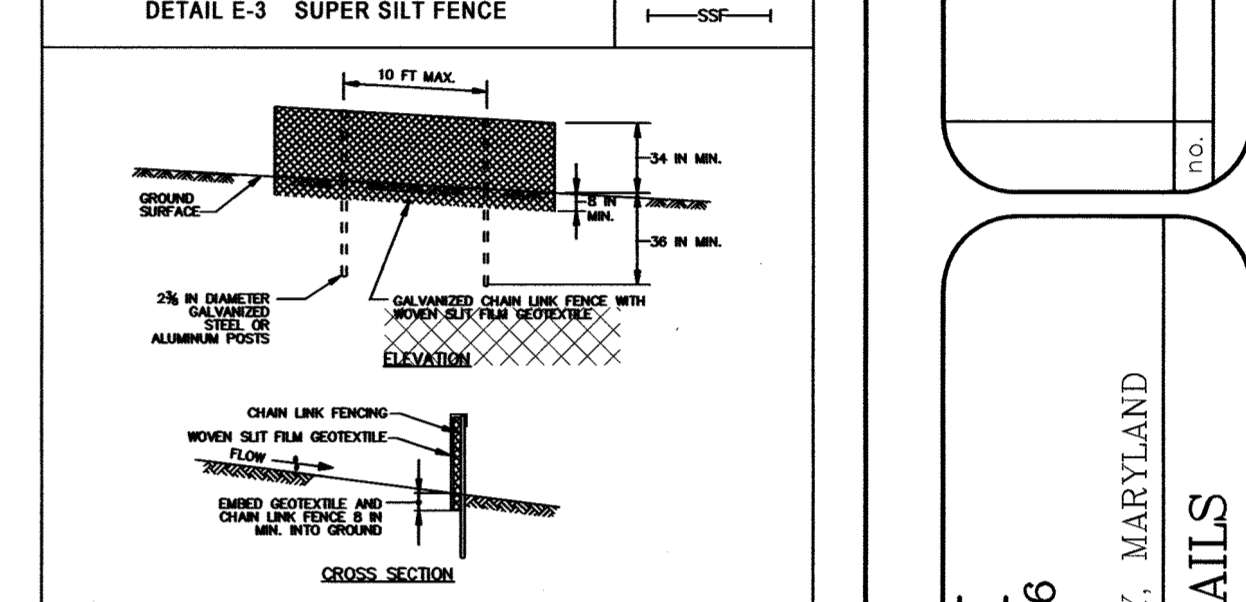 DETAIL E-3 SUPER SILT FENCE
SSF
10 FT MAX.
34 IN MIN.
GROUND
SURFACE
8 IN
MIN.
36 IN MIN.
2⅜ IN DIAMETER
GALVANIZED
STEEL OR
ALUMINUM POSTS
GALVANIZED CHAIN LINK FENCE WITH
WOVEN SLIT FILM GEOTEXTILE
ELEVATION
CHAIN LINK FENCING
WOVEN SLIT FILM GEOTEXTILE
FLOW
EMBED GEOTEXTILE AND
CHAIN LINK FENCE 8 IN
MIN. INTO GROUND
CROSS SECTION
no.
MARYLAND
AILS
6